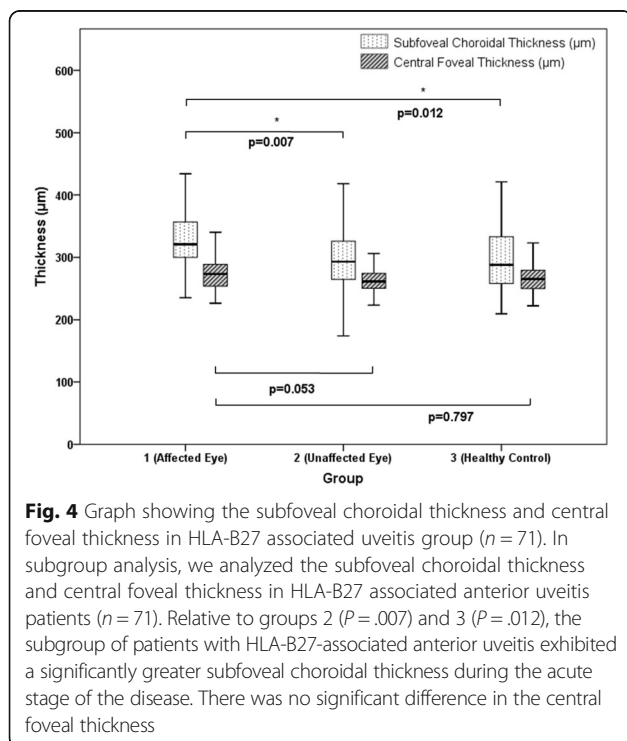 Subfoveal Choroidal Thickness (µm)
Central Foveal Thickness (µm)
600
500
400
300
200
100
0
Thickness (µm)
*
p=0.012
*
p=0.007
p=0.053
p=0.797
1 (Affected Eye)
2 (Unaffected Eye)
3 (Healthy Control)
Group
Fig. 4 Graph showing the subfoveal choroidal thickness and central
foveal thickness in HLA-B27 associated uveitis group (n = 71). In
subgroup analysis, we analyzed the subfoveal choroidal thickness
and central foveal thickness in HLA-B27 associated anterior uveitis
patients (n = 71). Relative to groups 2 (P = .007) and 3 (P = .012), the
subgroup of patients with HLA-B27-associated anterior uveitis exhibited
a significantly greater subfoveal choroidal thickness during the acute
stage of the disease. There was no significant difference in the central
foveal thickness